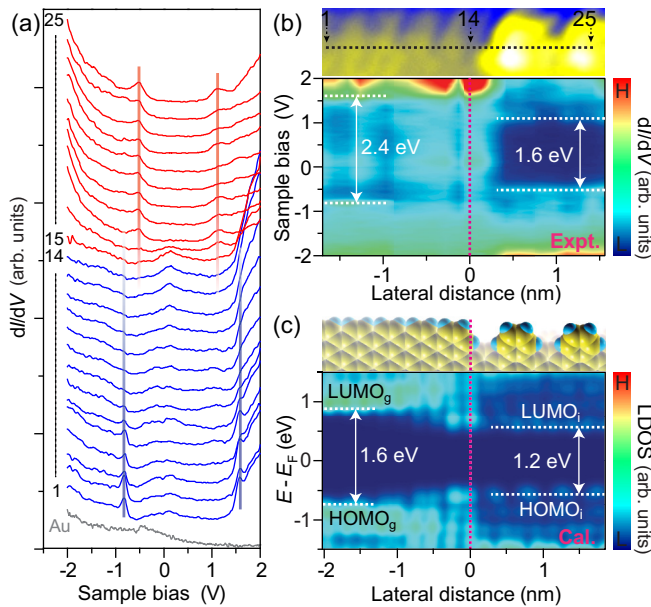 (a)
25
15
14
1
Au
dI/dV (arb. units)
-2 -1 0 1 2
Sample bias (V)
(b)
1 14 25
2
1
0
-1
-2
Sample bias (V)
2.4 eV
1.6 eV
Expt.
-1 0 1
Lateral distance (nm)
H
L
dI/dV (arb. units)
(c)
LUMOg
HOMOg
1.6 eV
LUMOi
HOMOi
1.2 eV
Cal.
1
0
-1
E - EF (eV)
-1 0 1
Lateral distance (nm)
H
L
LDOS (arb. units)